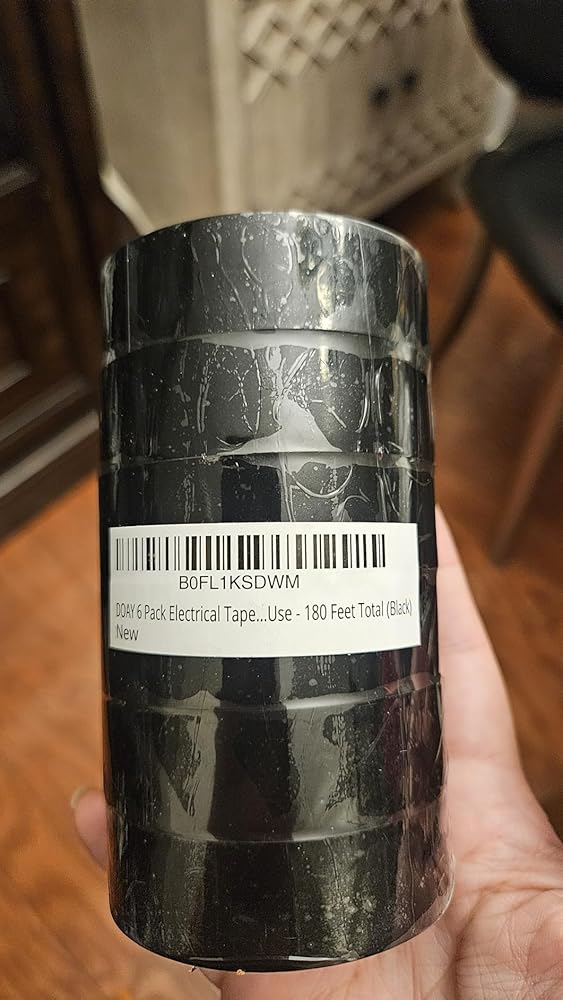 B0FL1KSDWM
DOAY 6 Pack Electrical Tape...Use - 180 Feet Total (Black)
New